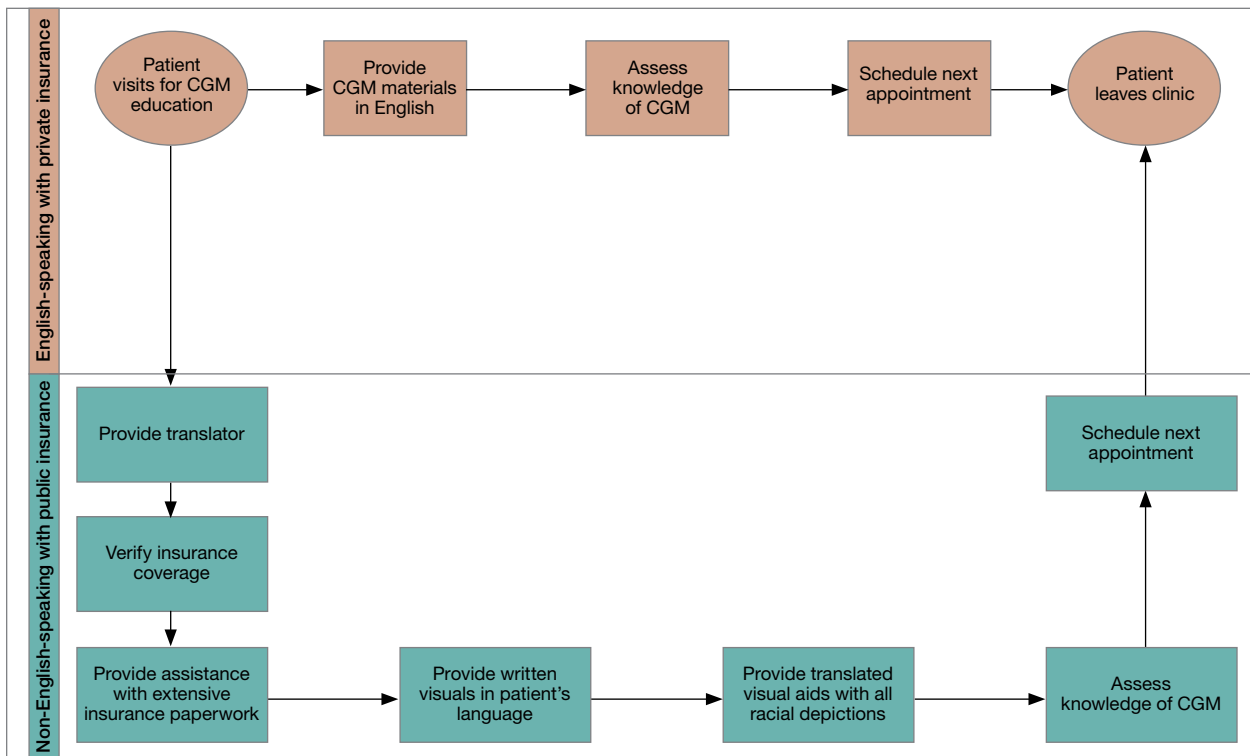 English-speaking with private insurance
Patient
visits for CGM
education
Provide
CGM materials
in English
Assess
knowledge
of CGM
Schedule next
appointment
Patient
leaves clinic
Non-English-speaking with public insurance
Provide translator
Verify insurance
coverage
Provide assistance
with extensive
insurance paperwork
Provide written
visuals in patient's
language
Provide translated
visual aids with all
racial depictions
Assess
knowledge of CGM
Schedule next
appointment